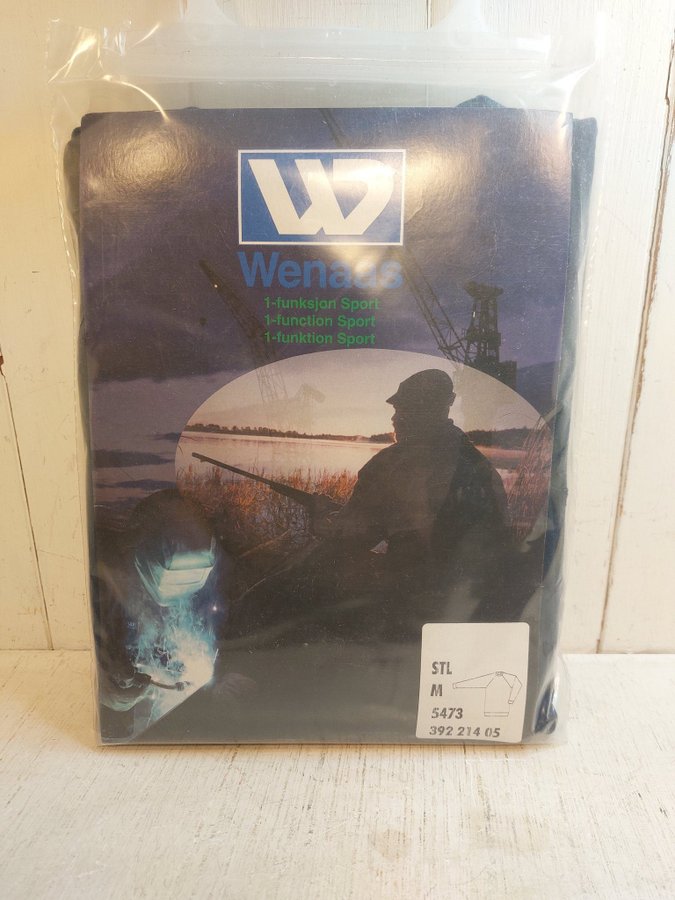 W
Wenaas
1-funksjon Sport
1-function Sport
1-funktion Sport
STL
M
5473
392 214 05